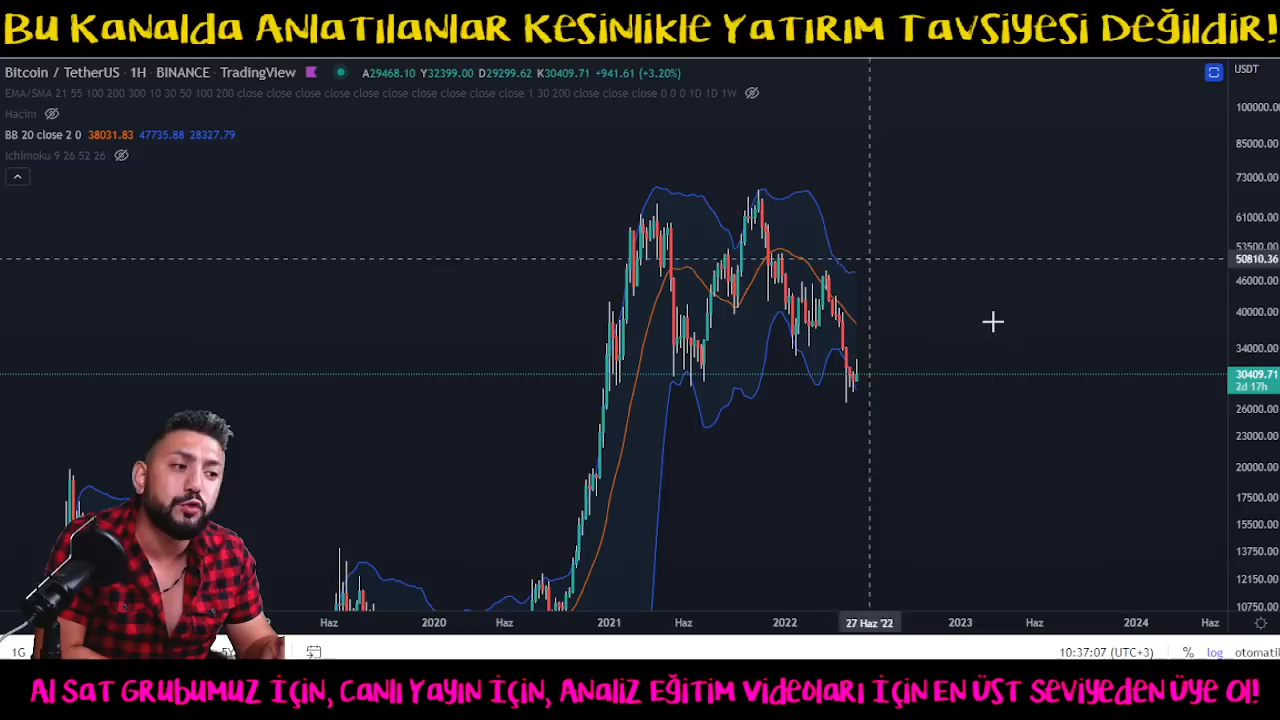 Bu Kanalda Anlatılanlar Kesinlikle Yatırım Tavsiyesi Değildir!
Bitcoin / TetherUS · 1H · BINANCE · TradingView A29468.10 Y32399.00 D29299.62 K30409.71 +941.61 (+3.20%)
USDT
EMA/SMA 21 55 100 200 300 10 30 50 100 200 close close close close close close close close close 1 30 200 close close close 0 0 0 1D 1D 1W
Hacim
BB 20 close 2 0 38031.83 47735.88 28327.79
Ichimoku 9 26 52 26
100000.00
85000.00
73000.00
61000.00
53500.00
50810.36
46000.00
40000.00
34000.00
30409.71
2d 17h
26000.00
23000.00
20000.00
17500.00
15500.00
13750.00
12150.00
10750.00
Haz 2020 Haz 2021 Haz 2022 27 Haz '22 2023 Haz 2024 Haz
1G 5Y 10:37:07 (UTC+3) % log otomatik
Al Sat Grubumuz İçin, Canlı Yayın İçin, Analiz Eğitim Videoları İçin En Üst Seviyeden Üye Ol!